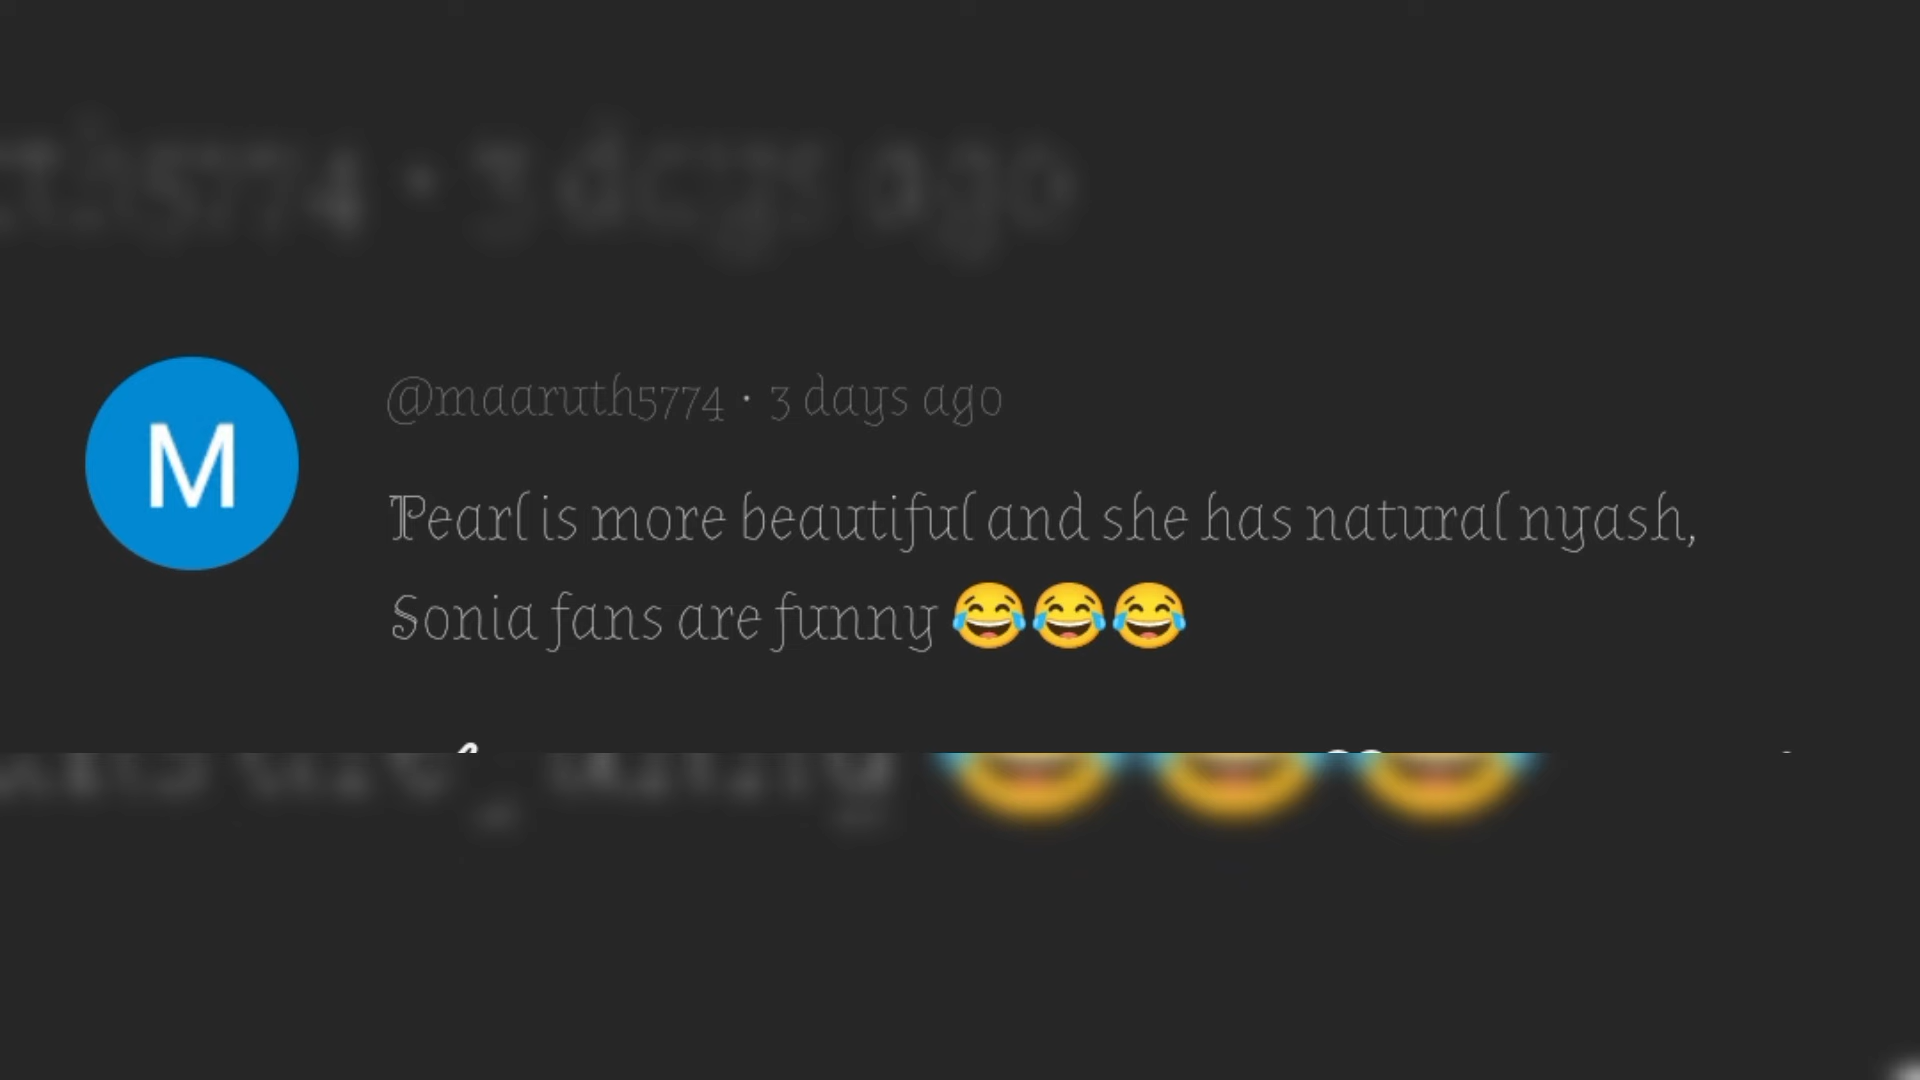 M
@maaruth5774 · 3 days ago
Pearl is more beautiful and she has natural nyash,
Sonia fans are funny 😂😂😂